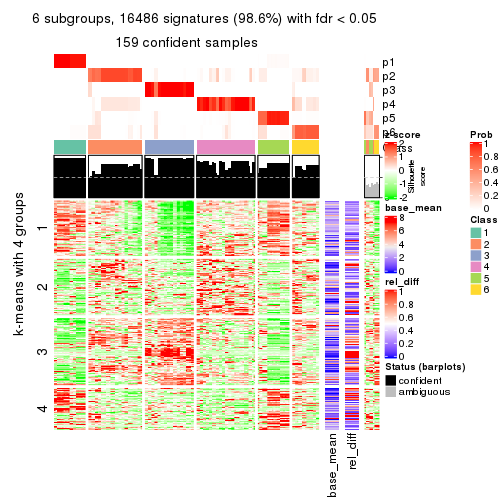 6 subgroups, 16486 signatures (98.6%) with fdr < 0.05
159 confident samples
p1
p2
p3
p4
p5
p6
z-score
2
1
0
-1
-2
Silhouette
score
Prob
1
0.8
0.6
0.4
0.2
0
Class
1
2
3
4
5
6
base_mean
8
6
4
2
0
rel_diff
1
0.8
0.6
0.4
0.2
0
Status (barplots)
confident
ambiguous
k-means with 4 groups
1
2
3
4
base_mean
rel_diff